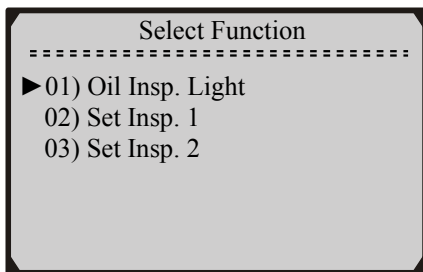 Select Function
►01) Oil Insp. Light
02) Set Insp. 1
03) Set Insp. 2